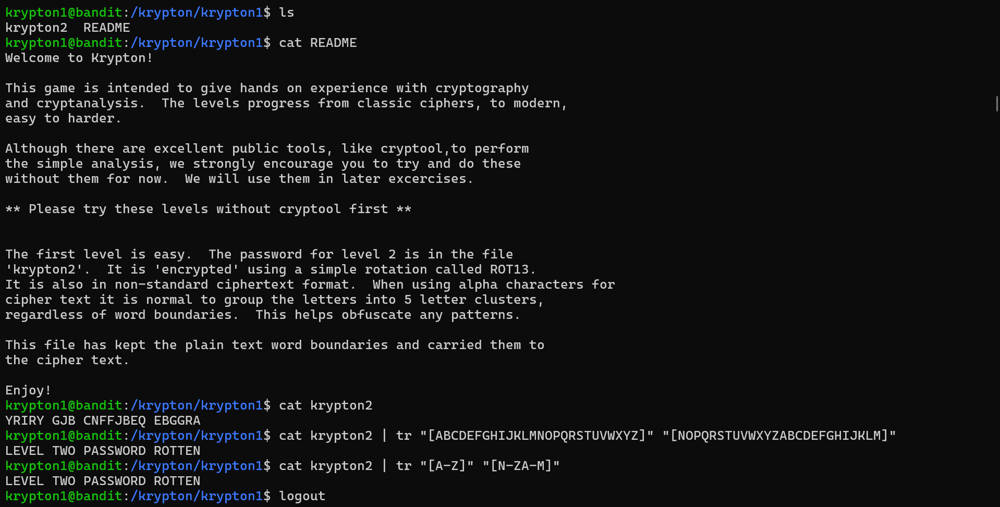 krypton1@bandit:/krypton/krypton1$ ls
krypton2  README
krypton1@bandit:/krypton/krypton1$ cat README
Welcome to Krypton!

This game is intended to give hands on experience with cryptography
and cryptanalysis.  The levels progress from classic ciphers, to modern,
easy to harder.

Although there are excellent public tools, like cryptool,to perform
the simple analysis, we strongly encourage you to try and do these
without them for now.  We will use them in later excercises.

** Please try these levels without cryptool first **


The first level is easy.  The password for level 2 is in the file
'krypton2'.  It is 'encrypted' using a simple rotation called ROT13.
It is also in non-standard ciphertext format.  When using alpha characters for
cipher text it is normal to group the letters into 5 letter clusters,
regardless of word boundaries.  This helps obfuscate any patterns.

This file has kept the plain text word boundaries and carried them to
the cipher text.

Enjoy!
krypton1@bandit:/krypton/krypton1$ cat krypton2
YRIRY GJB CNFFJBEQ EBGGRA
krypton1@bandit:/krypton/krypton1$ cat krypton2 | tr "[ABCDEFGHIJKLMNOPQRSTUVWXYZ]" "[NOPQRSTUVWXYZABCDEFGHIJKLM]"
LEVEL TWO PASSWORD ROTTEN
krypton1@bandit:/krypton/krypton1$ cat krypton2 | tr "[A-Z]" "[N-ZA-M]"
LEVEL TWO PASSWORD ROTTEN
krypton1@bandit:/krypton/krypton1$ logout